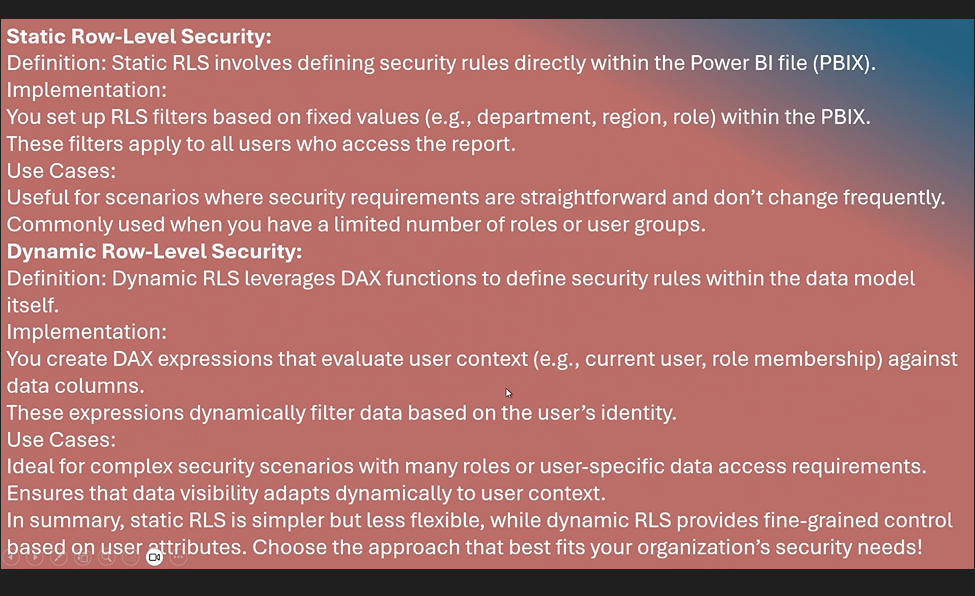 Static Row-Level Security:
Definition: Static RLS involves defining security rules directly within the Power BI file (PBIX).
Implementation:
You set up RLS filters based on fixed values (e.g., department, region, role) within the PBIX.
These filters apply to all users who access the report.
Use Cases:
Useful for scenarios where security requirements are straightforward and don’t change frequently.
Commonly used when you have a limited number of roles or user groups.
Dynamic Row-Level Security:
Definition: Dynamic RLS leverages DAX functions to define security rules within the data model
itself.
Implementation:
You create DAX expressions that evaluate user context (e.g., current user, role membership) against
data columns.
These expressions dynamically filter data based on the user’s identity.
Use Cases:
Ideal for complex security scenarios with many roles or user-specific data access requirements.
Ensures that data visibility adapts dynamically to user context.
In summary, static RLS is simpler but less flexible, while dynamic RLS provides fine-grained control
based on user attributes. Choose the approach that best fits your organization’s security needs!